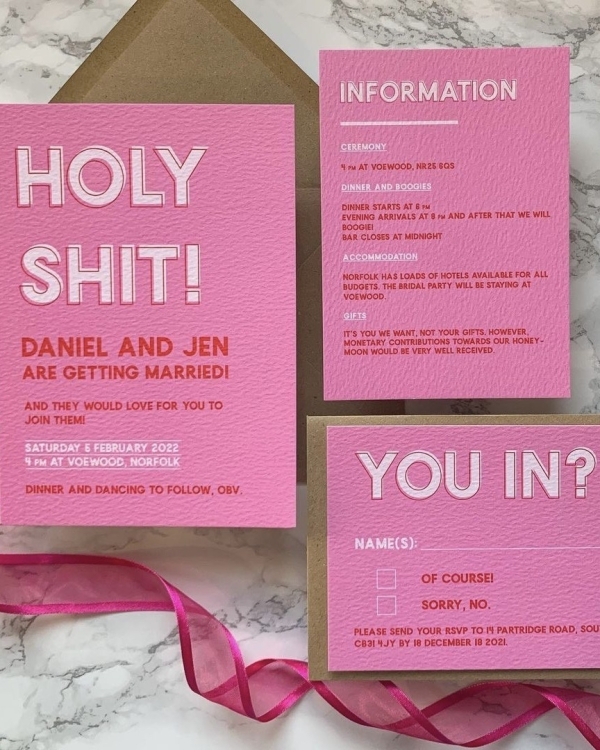 HOLY
SHIT!
DANIEL AND JEN
ARE GETTING MARRIED!
AND THEY WOULD LOVE FOR YOU TO
JOIN THEM!
SATURDAY 5 FEBRUARY 2022
4 PM AT VOEWOOD, NORFOLK
DINNER AND DANCING TO FOLLOW, OBV.
INFORMATION
CEREMONY
4 PM AT VOEWOOD, NR25 6QS
DINNER AND BOOGIES
DINNER STARTS AT 6 PM
EVENING ARRIVALS AT 8 PM AND AFTER THAT WE WILL
BOOGIE!
BAR CLOSES AT MIDNIGHT
ACCOMMODATION
NORFOLK HAS LOADS OF HOTELS AVAILABLE FOR ALL
BUDGETS. THE BRIDAL PARTY WILL BE STAYING AT
VOEWOOD.
GIFTS
IT'S YOU WE WANT, NOT YOUR GIFTS. HOWEVER,
MONETARY CONTRIBUTIONS TOWARDS OUR HONEY-
MOON WOULD BE VERY WELL RECEIVED.
YOU IN?
NAME(S):
OF COURSE!
SORRY, NO.
PLEASE SEND YOUR RSVP TO 14 PARTRIDGE ROAD, SOU
CB31 4JY BY 18 DECEMBER 18 2021.